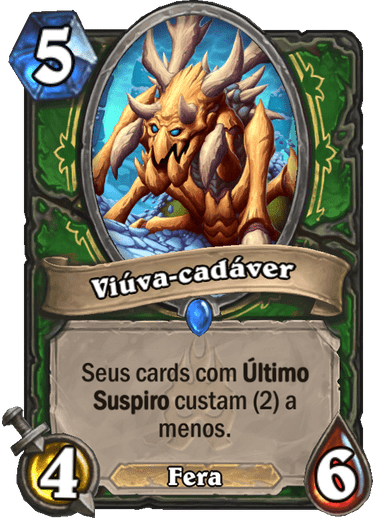 5
Viúva-cadáver
Seus cards com Último
Suspiro custam (2) a
menos.
4
Fera
6